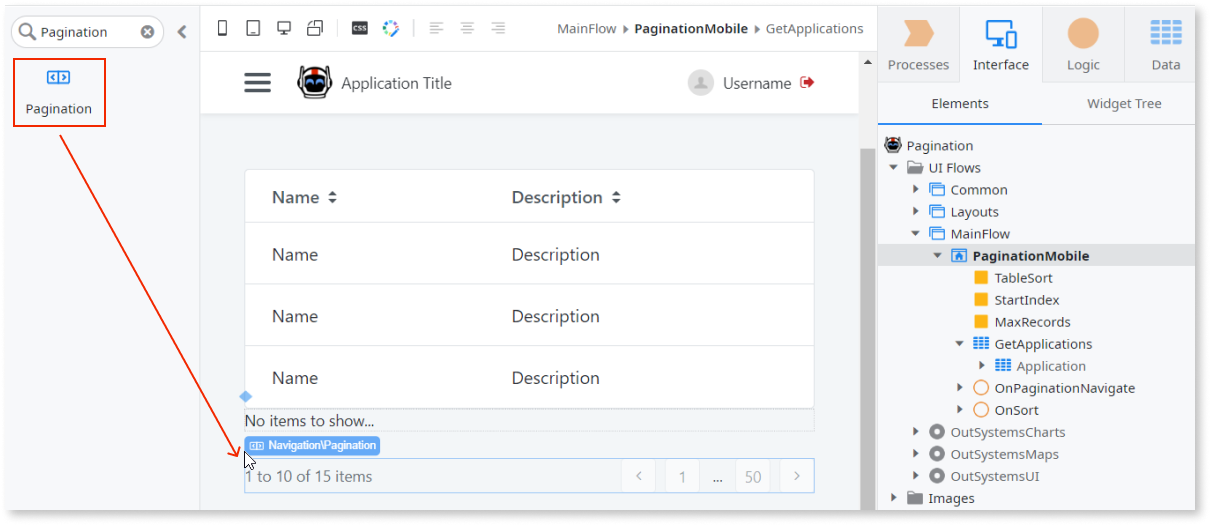 Pagination
Pagination
CSS
MainFlow PaginationMobile GetApplications
Application Title
Username
Name Description
Name Description
Name Description
Name Description
No items to show...
Navigation\Pagination
1 to 10 of 15 items 1 ... 50
Processes Interface Logic Data
Elements Widget Tree
Pagination
UI Flows
Common
Layouts
MainFlow
PaginationMobile
TableSort
StartIndex
MaxRecords
GetApplications
Application
OnPaginationNavigate
OnSort
OutSystemsCharts
OutSystemsMaps
OutSystemsUI
Images